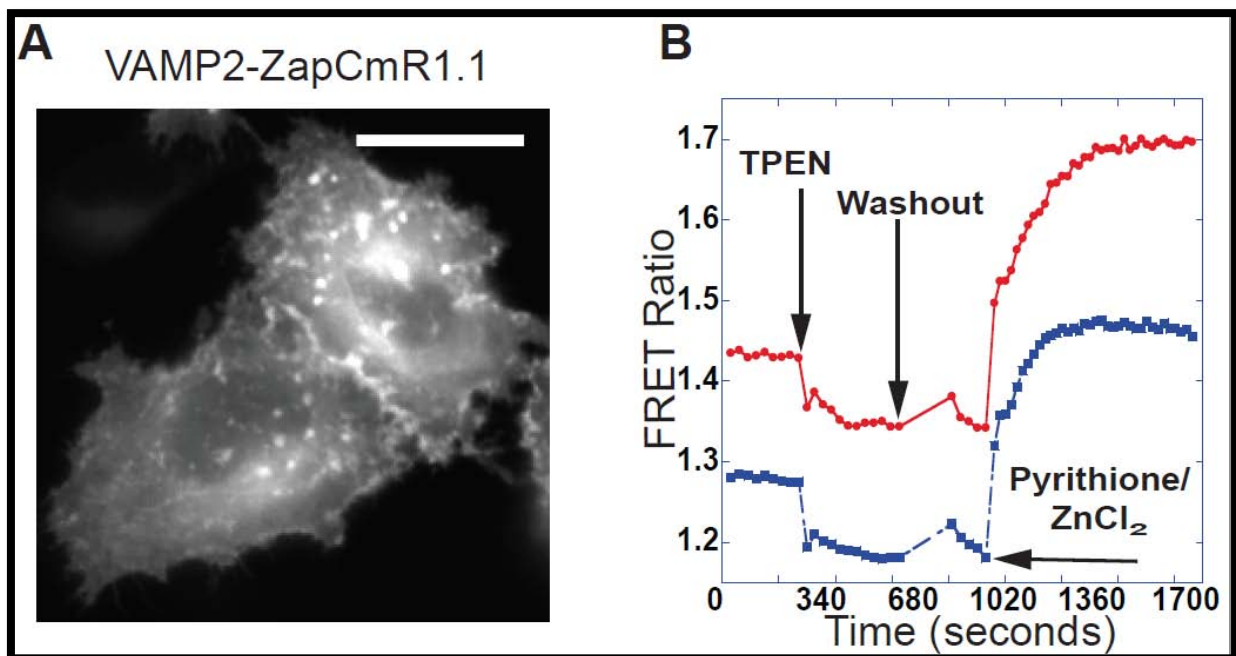 A
VAMP2-ZapCmR1.1
B
FRET Ratio
1.7
1.6
1.5
1.4
1.3
1.2
TPEN
Washout
Pyrithione/
ZnCl₂
0 340 680 1020 1360 1700
Time (seconds)